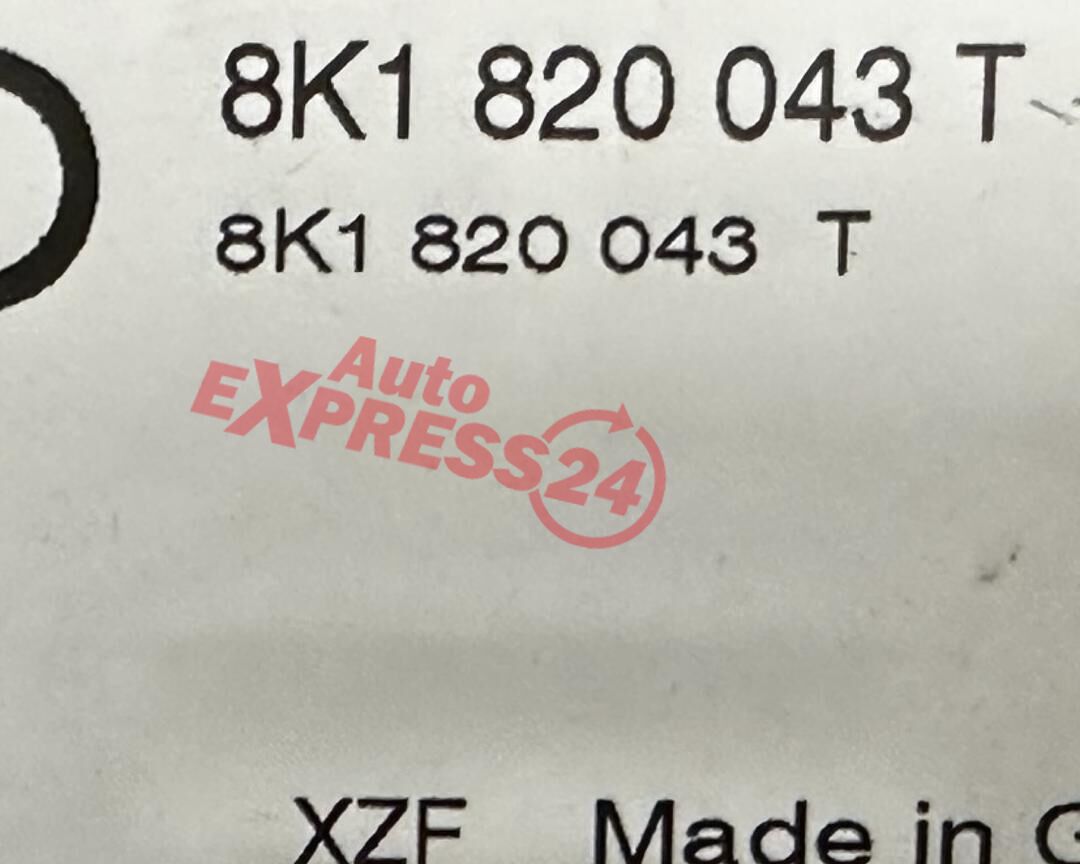 8K1 820 043 T
8K1 820 043 T
Auto
EXPRESS24
XZF Made in